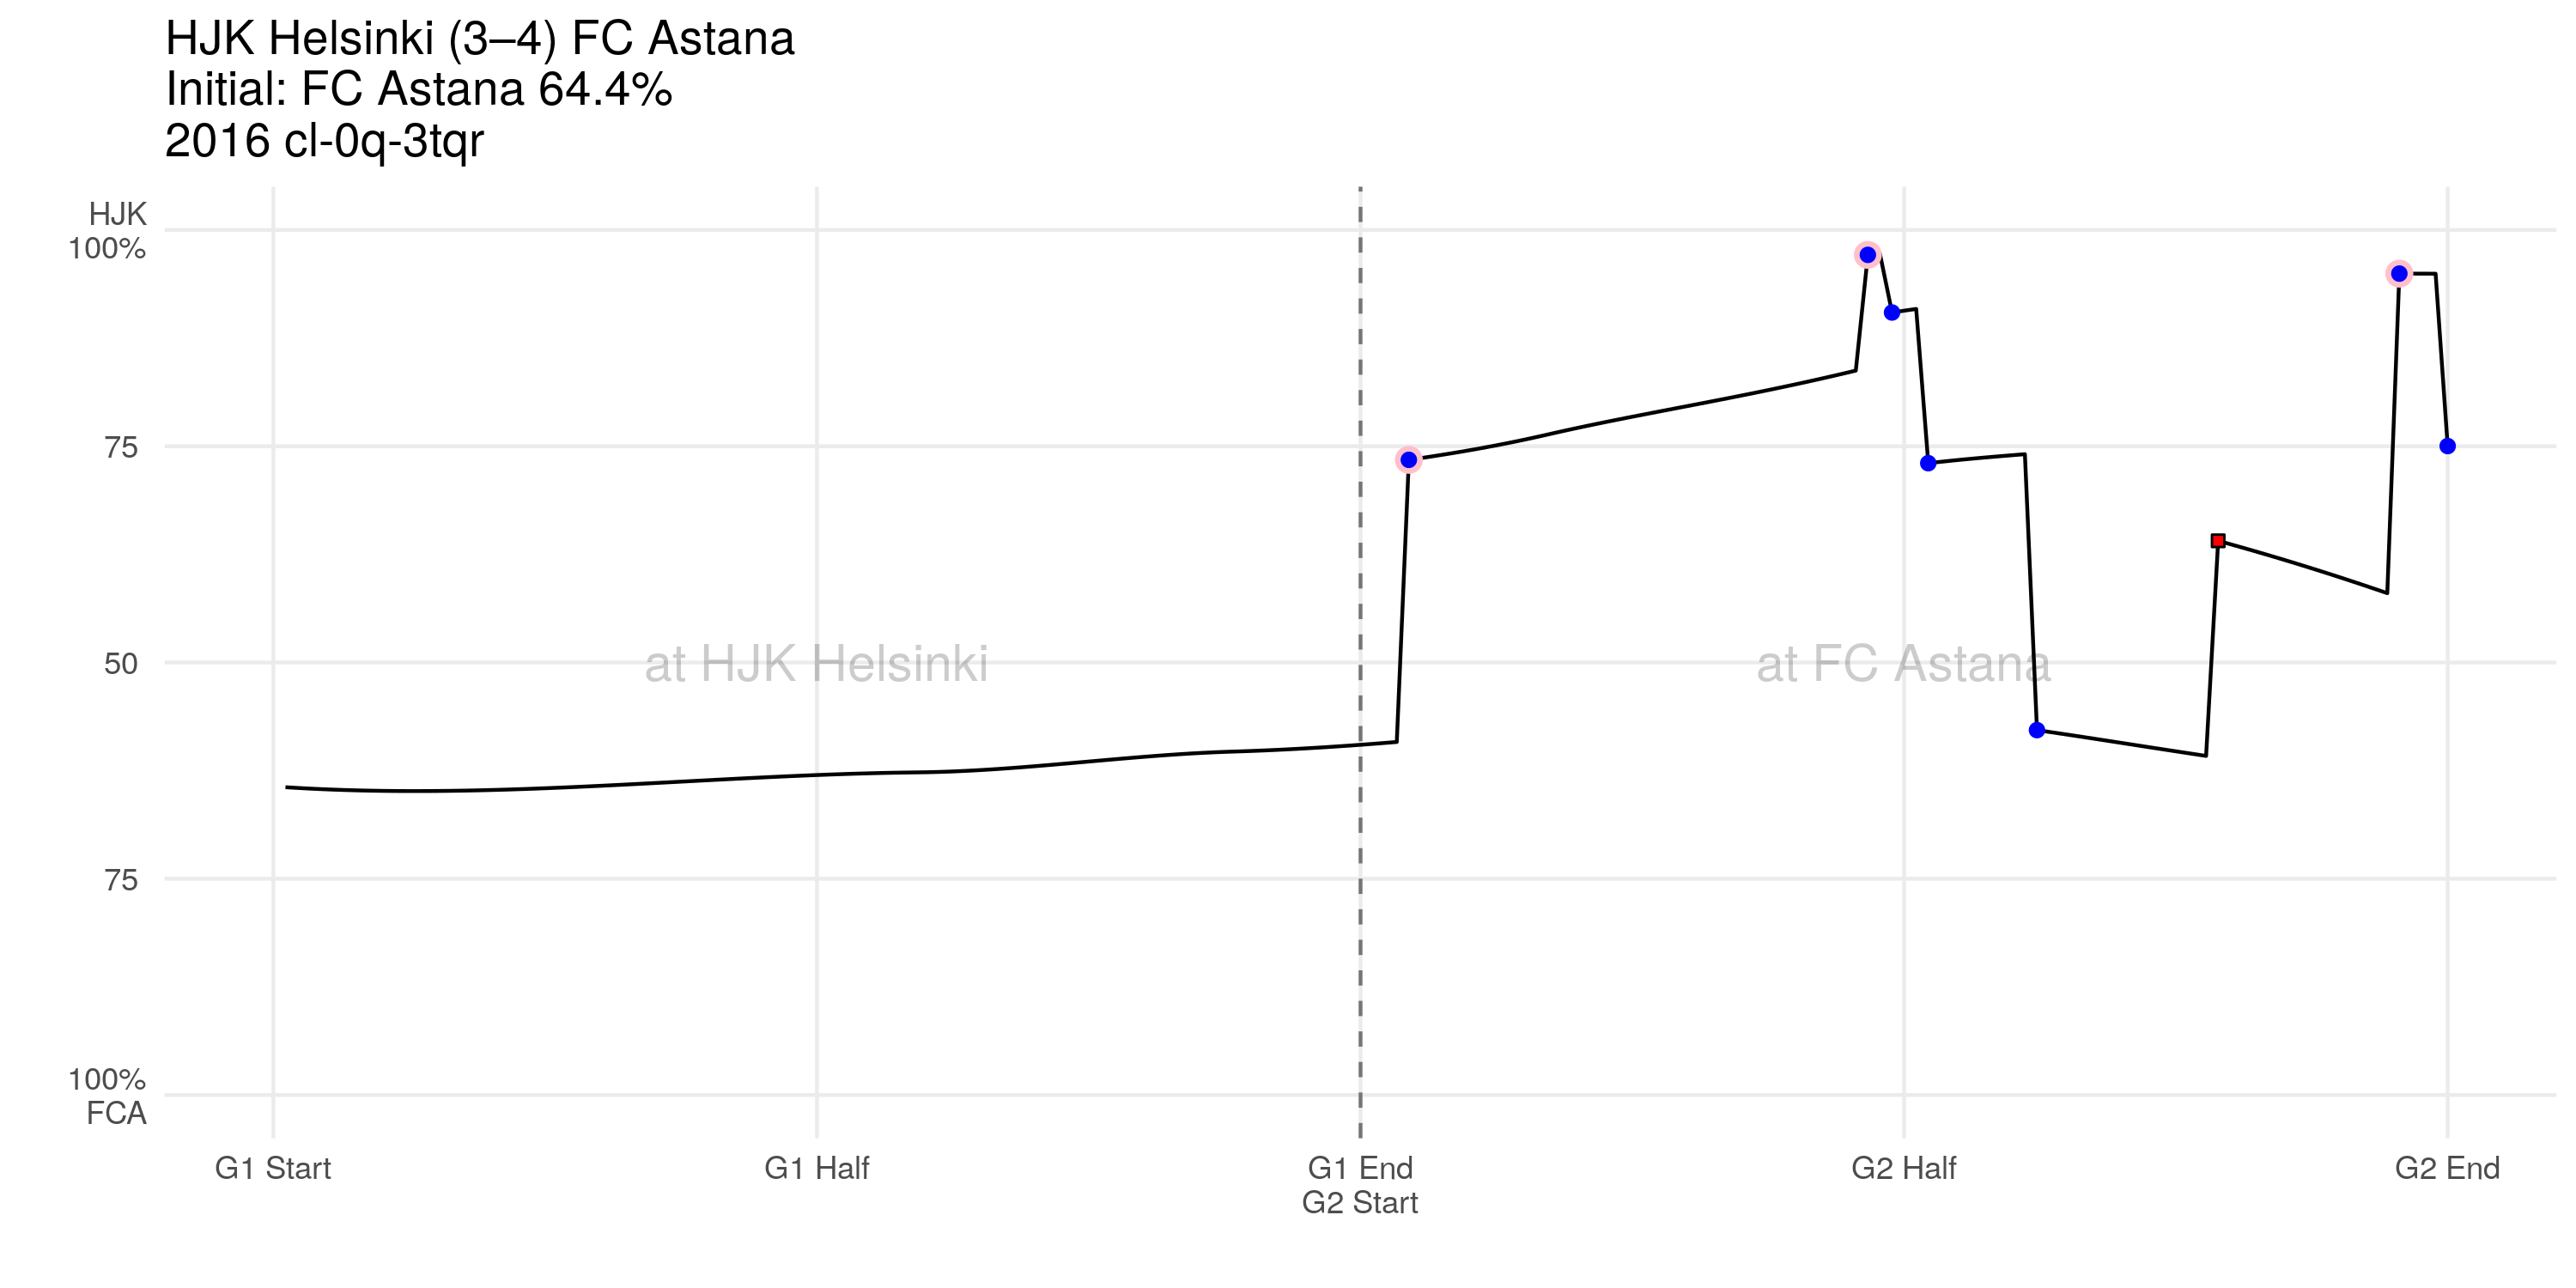 HJK Helsinki (3–4) FC Astana
Initial: FC Astana 64.4%
2016 cl-0q-3tqr
HJK
100%
75
50
75
100%
FCA
at HJK Helsinki
at FC Astana
G1 Start
G1 Half
G1 End
G2 Start
G2 Half
G2 End